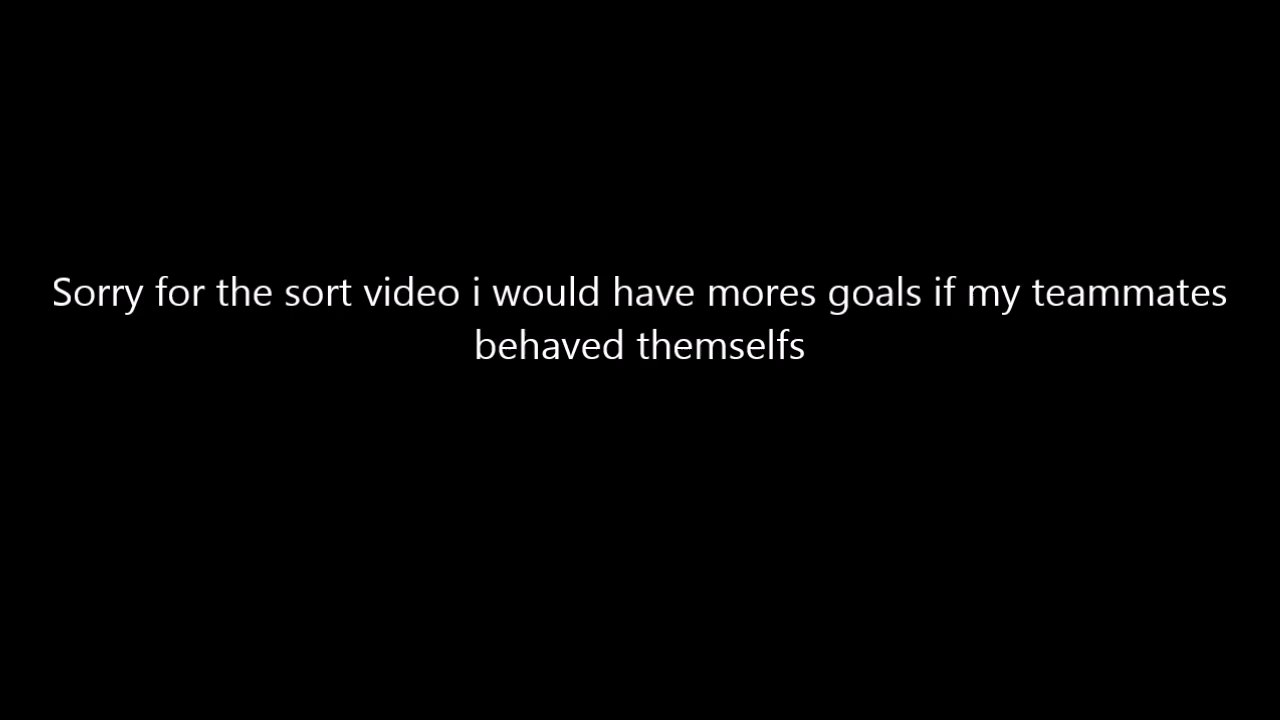 Sorry for the sort video i would have mores goals if my teammates
behaved themselfs